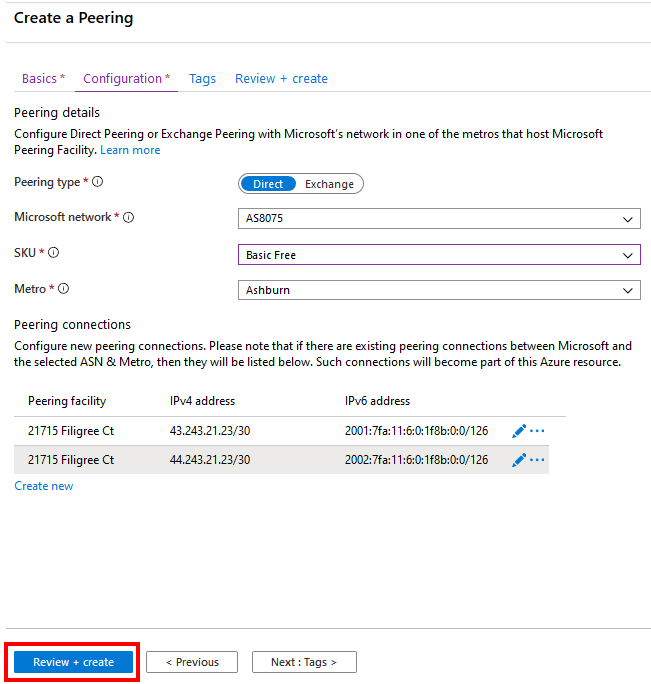 Create a Peering
Basics * Configuration * Tags Review + create
Peering details
Configure Direct Peering or Exchange Peering with Microsoft's network in one of the metros that host Microsoft
Peering Facility. Learn more
Peering type * Direct Exchange
Microsoft network * AS8075
SKU * Basic Free
Metro * Ashburn
Peering connections
Configure new peering connections. Please note that if there are existing peering connections between Microsoft and
the selected ASN & Metro, then they will be listed below. Such connections will become part of this Azure resource.
Peering facility IPv4 address IPv6 address
21715 Filigree Ct 43.243.21.23/30 2001:7fa:11:6:0:1f8b:0:0/126
21715 Filigree Ct 44.243.21.23/30 2002:7fa:11:6:0:1f8b:0:0/126
Create new
Review + create < Previous Next : Tags >